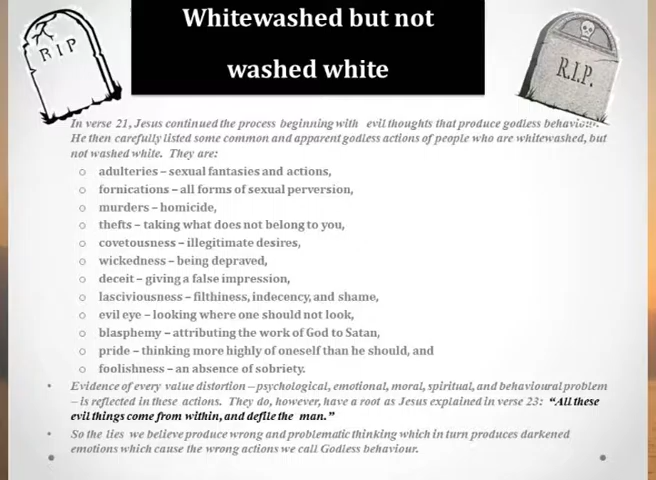 Whitewashed but not
washed white
RIP
R.I.P.
In verse 21, Jesus continued the process beginning with evil thoughts that produce godless behaviour.
He then carefully listed some common and apparent godless actions of people who are whitewashed, but
not washed white. They are:
o adulteries – sexual fantasies and actions,
o fornications – all forms of sexual perversion,
o murders – homicide,
o thefts – taking what does not belong to you,
o covetousness – illegitimate desires,
o wickedness – being depraved,
o deceit – giving a false impression,
o lasciviousness – filthiness, indecency, and shame,
o evil eye – looking where one should not look,
o blasphemy – attributing the work of God to Satan,
o pride – thinking more highly of oneself than he should, and
o foolishness – an absence of sobriety.
• Evidence of every value distortion – psychological, emotional, moral, spiritual, and behavioural problem
– is reflected in these actions. They do, however, have a root as Jesus explained in verse 23: “All these
evil things come from within, and defile the man.”
• So the lies we believe produce wrong and problematic thinking which in turn produces darkened
emotions which cause the wrong actions we call Godless behaviour.